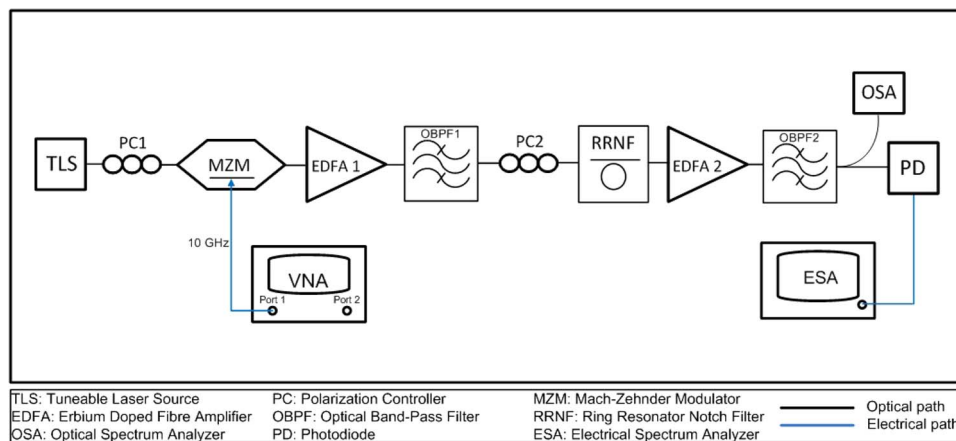 OSA
OBPF1
OBPF2
PC1
PC2
RRNF
TLS
MZM
EDFA 1
EDFA 2
PD
10 GHz
VNA
Port 1
Port 2
ESA
TLS: Tuneable Laser Source
PC: Polarization Controller
MZM: Mach-Zehnder Modulator
Optical path
EDFA: Erbium Doped Fibre Amplifier
OBPF: Optical Band-Pass Filter
RRNF: Ring Resonator Notch Filter
Electrical path
OSA: Optical Spectrum Analyzer
PD: Photodiode
ESA: Electrical Spectrum Analyzer